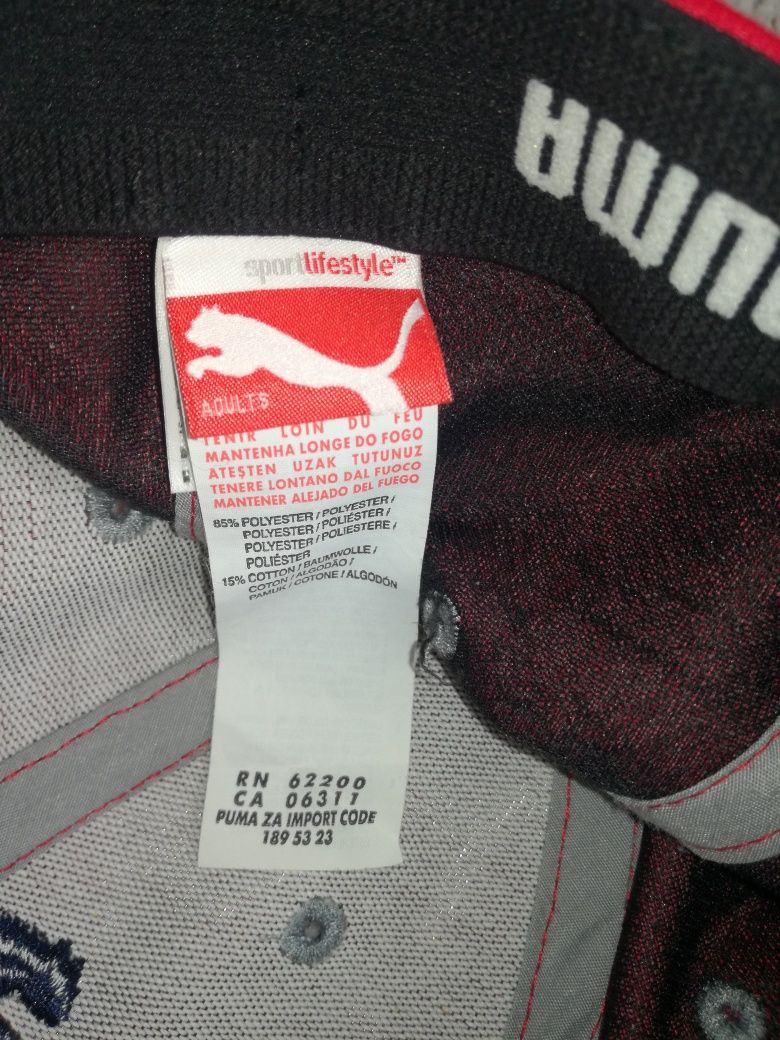 PUMA
sportlifestyle™
ADULTS
TENIR LOIN DU FEU
MANTENHA LONGE DO FOGO
ATEŞTEN UZAK TUTUNUZ
TENERE LONTANO DAL FUOCO
MANTENER ALEJADO DEL FUEGO
85% POLYESTER / POLYESTER /
POLYESTER / POLIÉSTER /
POLYESTER / POLIESTERE /
POLIÉSTER
15% COTTON / BAUMWOLLE /
COTON / ALGODÃO /
PAMUK / COTONE / ALGODÓN
RN 62200
CA 06311
PUMA ZA IMPORT CODE
189 53 23